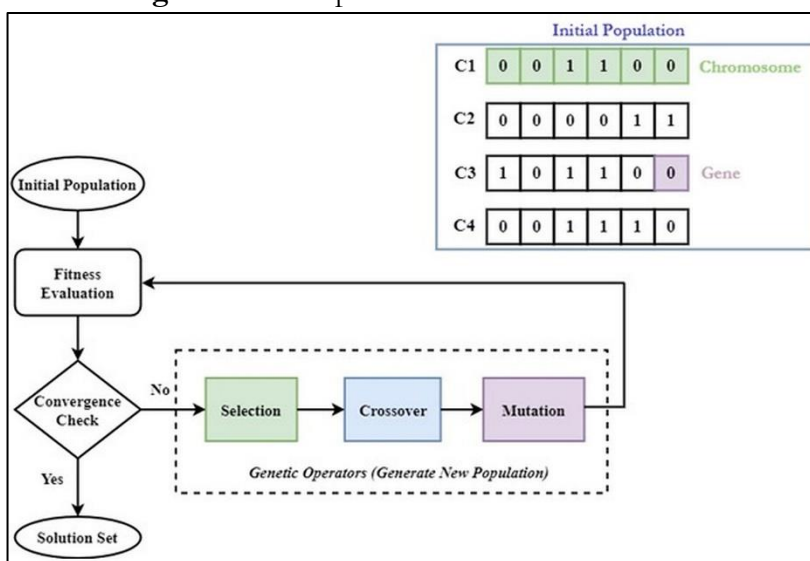 Initial Population
C1 0 0 1 1 0 0 Chromosome
C2 0 0 0 0 1 1
C3 1 0 1 1 0 0 Gene
C4 0 0 1 1 1 0
Initial Population
Fitness
Evaluation
Convergence
Check
No
Yes
Selection
Crossover
Mutation
Genetic Operators (Generate New Population)
Solution Set